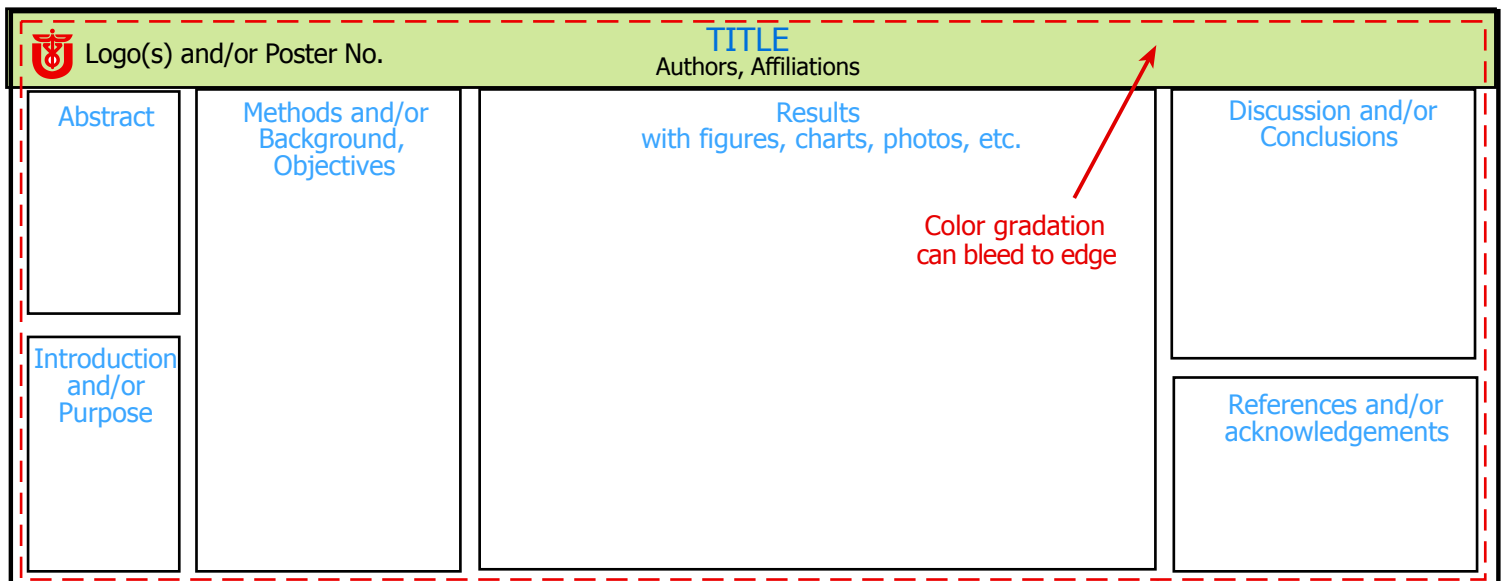 Logo(s) and/or Poster No.
TITLE
Authors, Affiliations
Abstract
Introduction
and/or
Purpose
Methods and/or
Background,
Objectives
Results
with figures, charts, photos, etc.
Color gradation
can bleed to edge
Discussion and/or
Conclusions
References and/or
acknowledgements